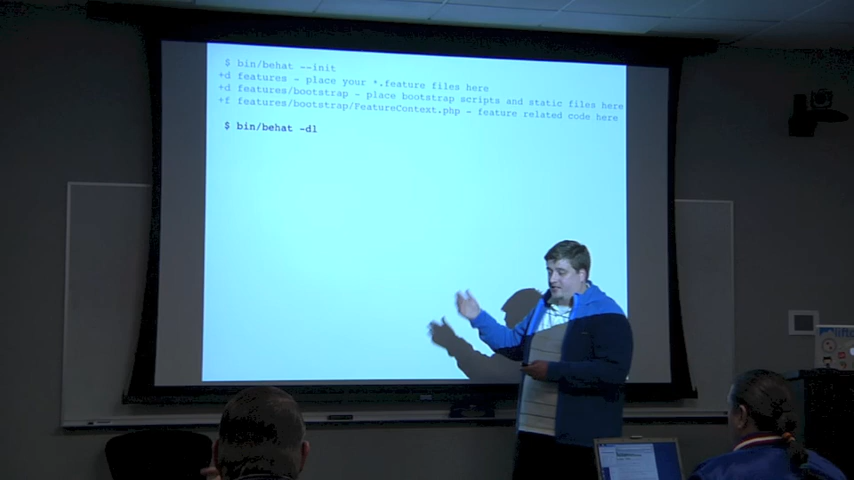 $ bin/behat --init
+d features - place your *.feature files here
+d features/bootstrap - place bootstrap scripts and static files here
+f features/bootstrap/FeatureContext.php - feature related code here
$ bin/behat -dl